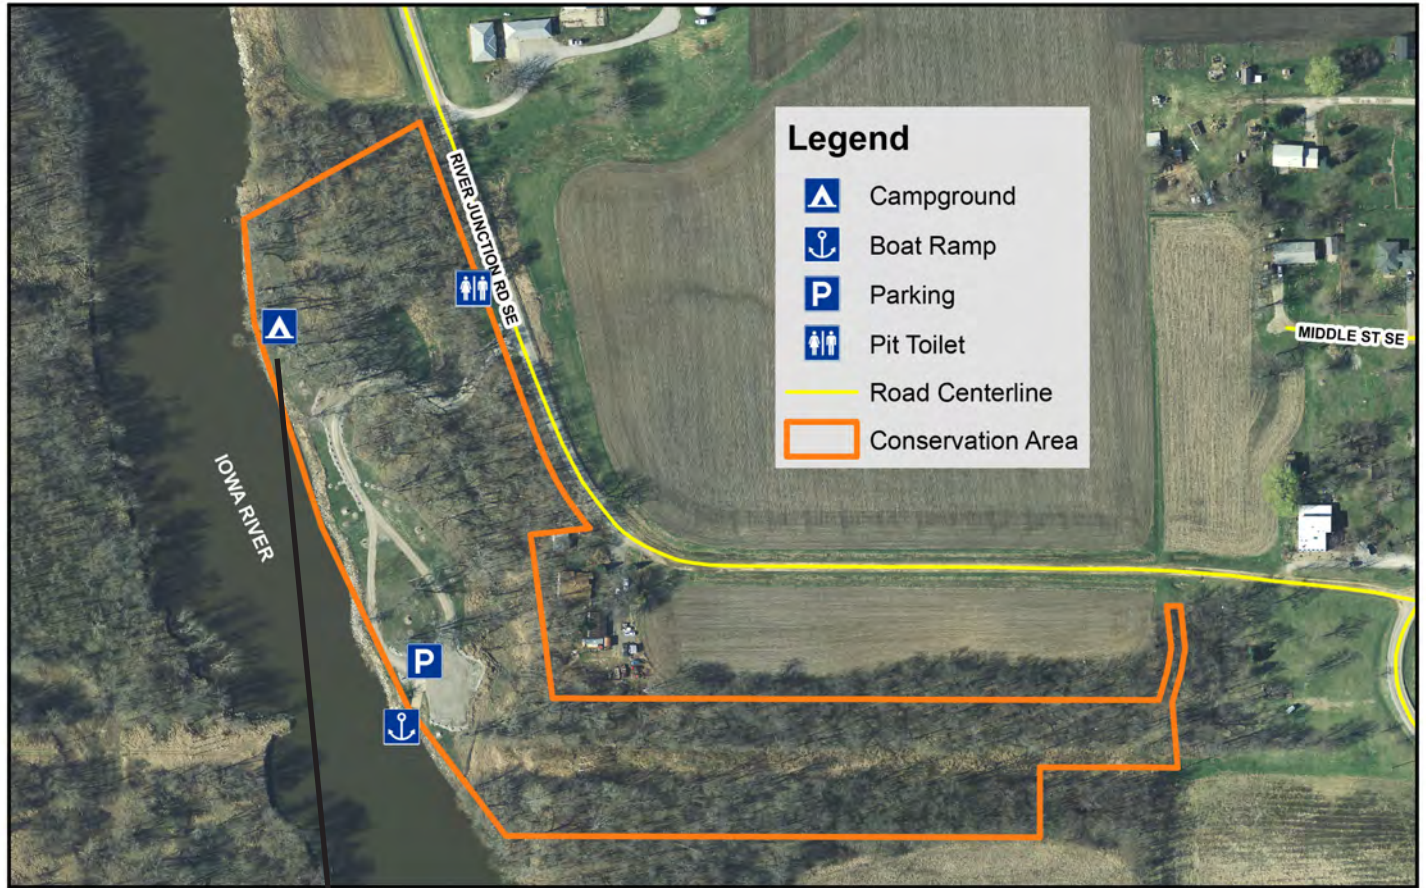 Legend
Campground
Boat Ramp
P Parking
Pit Toilet
Road Centerline
Conservation Area
RIVER JUNCTION RD SE
MIDDLE ST SE
IOWA RIVER
P